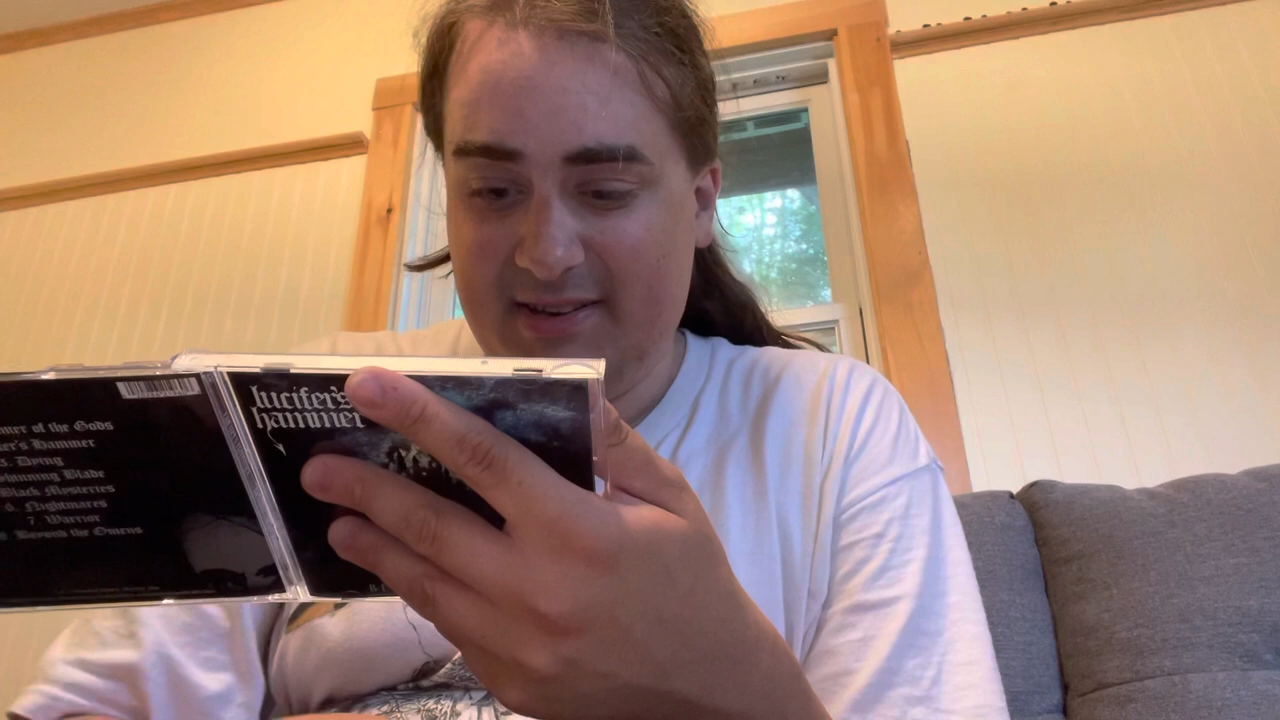 mer of the Gods
er's Hammer
3. Dying
Shinning Blade
Black Mysteries
6. Nightmares
7. Warrior
Beyond the Omens
lucifer's
hammer